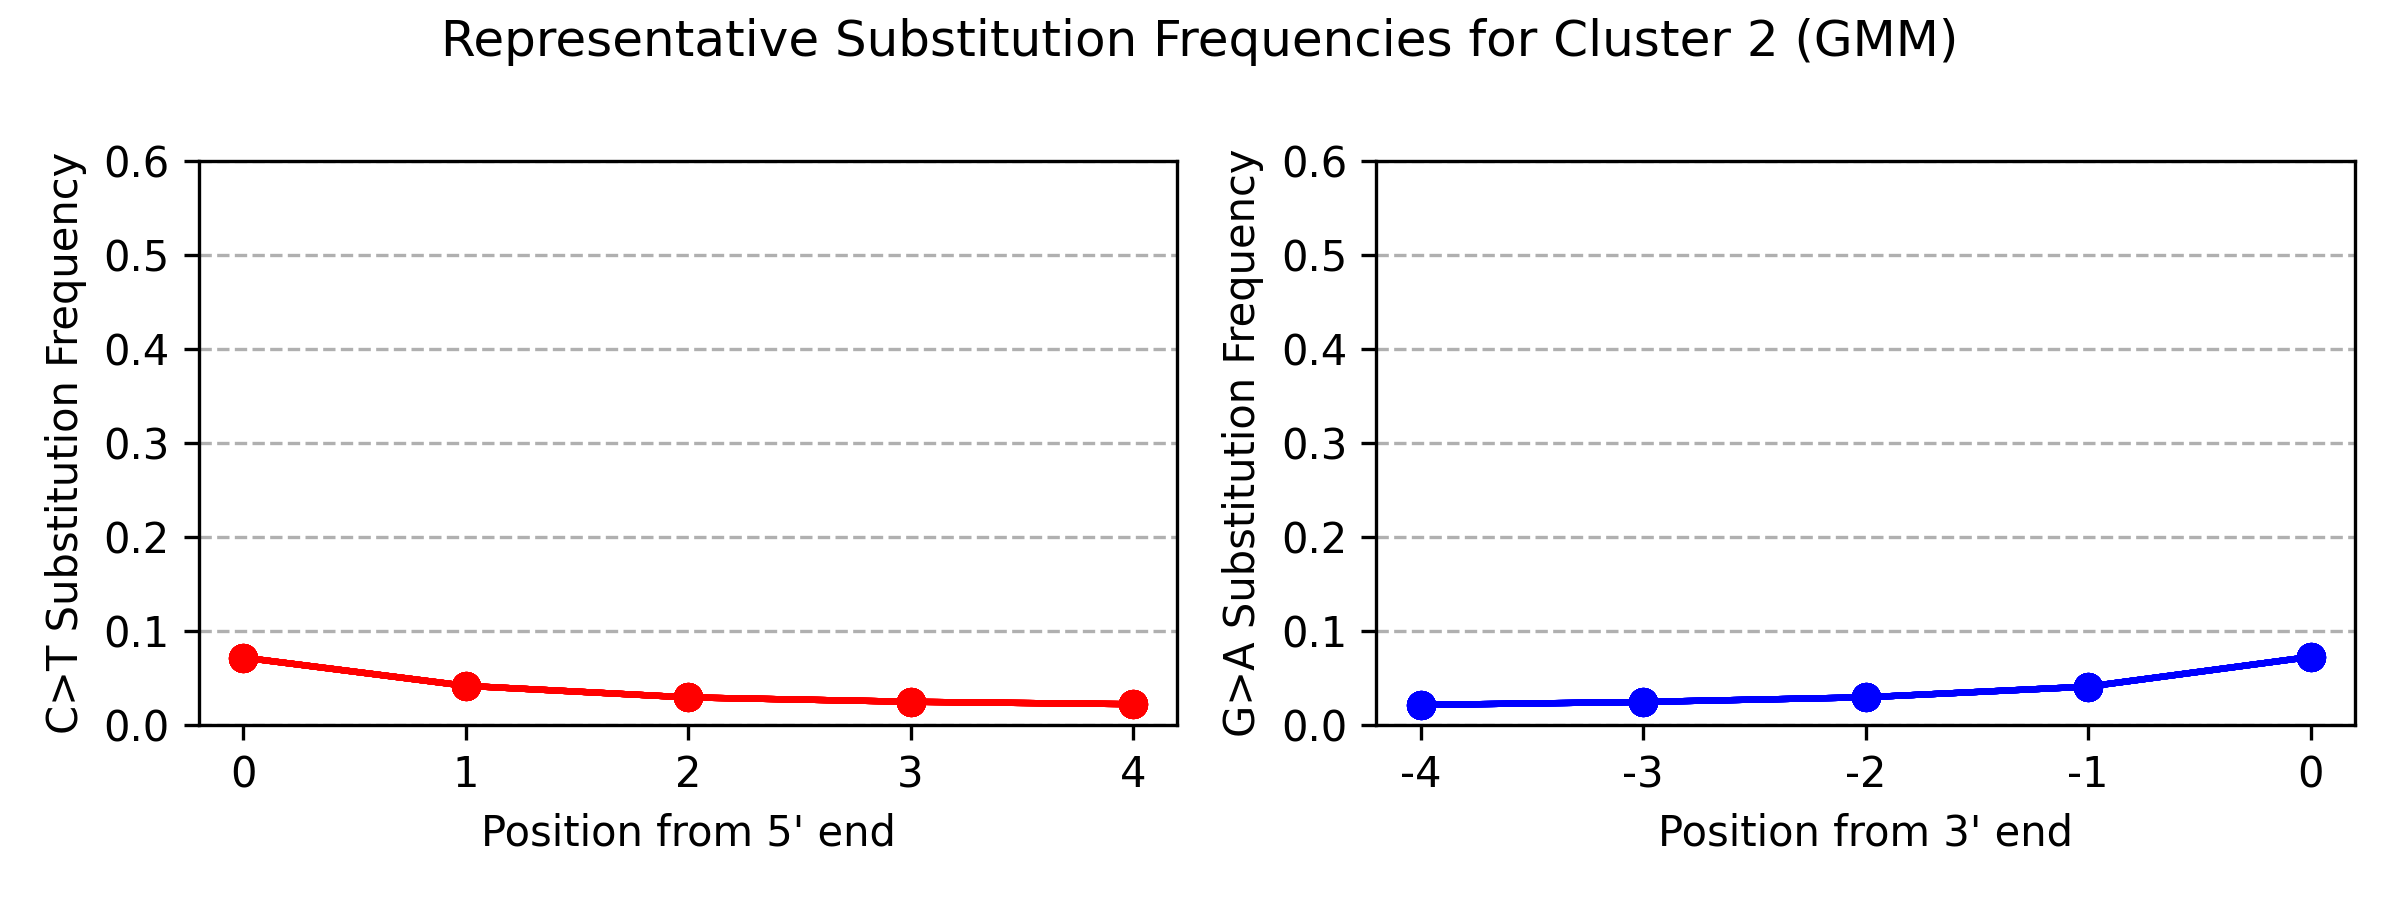 Representative Substitution Frequencies for Cluster 2 (GMM)
C>T Substitution Frequency
0.6
0.5
0.4
0.3
0.2
0.1
0.0
0 1 2 3 4
Position from 5' end
G>A Substitution Frequency
0.6
0.5
0.4
0.3
0.2
0.1
0.0
-4 -3 -2 -1 0
Position from 3' end